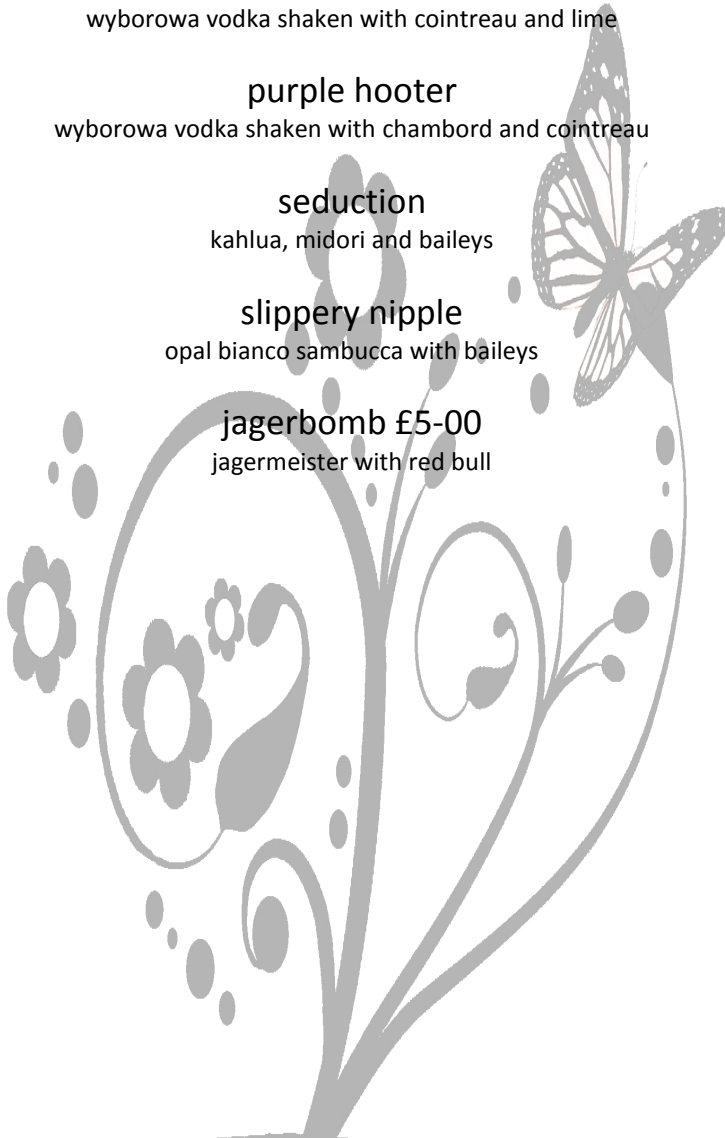 wyborowa vodka shaken with cointreau and lime
purple hooter
wyborowa vodka shaken with chambord and cointreau
seduction
kahlua, midori and baileys
slippery nipple
opal bianco sambucca with baileys
jagerbomb £5-00
jagermeister with red bull